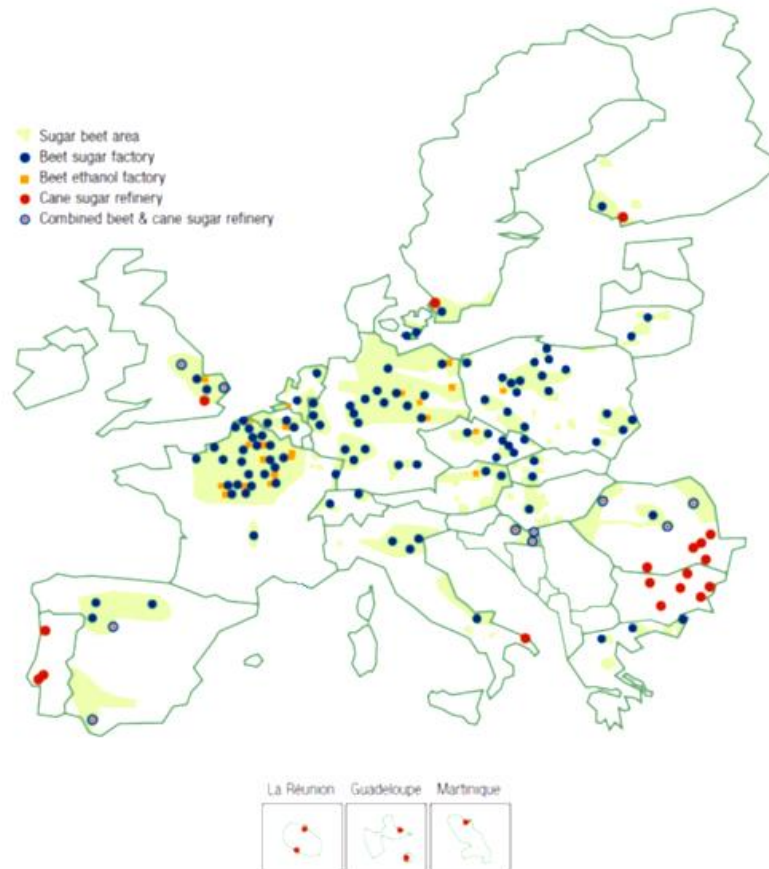 Sugar beet area
Beet sugar factory
Beet ethanol factory
Cane sugar refinery
Combined beet & cane sugar refinery
La Réunion
Guadeloupe
Martinique